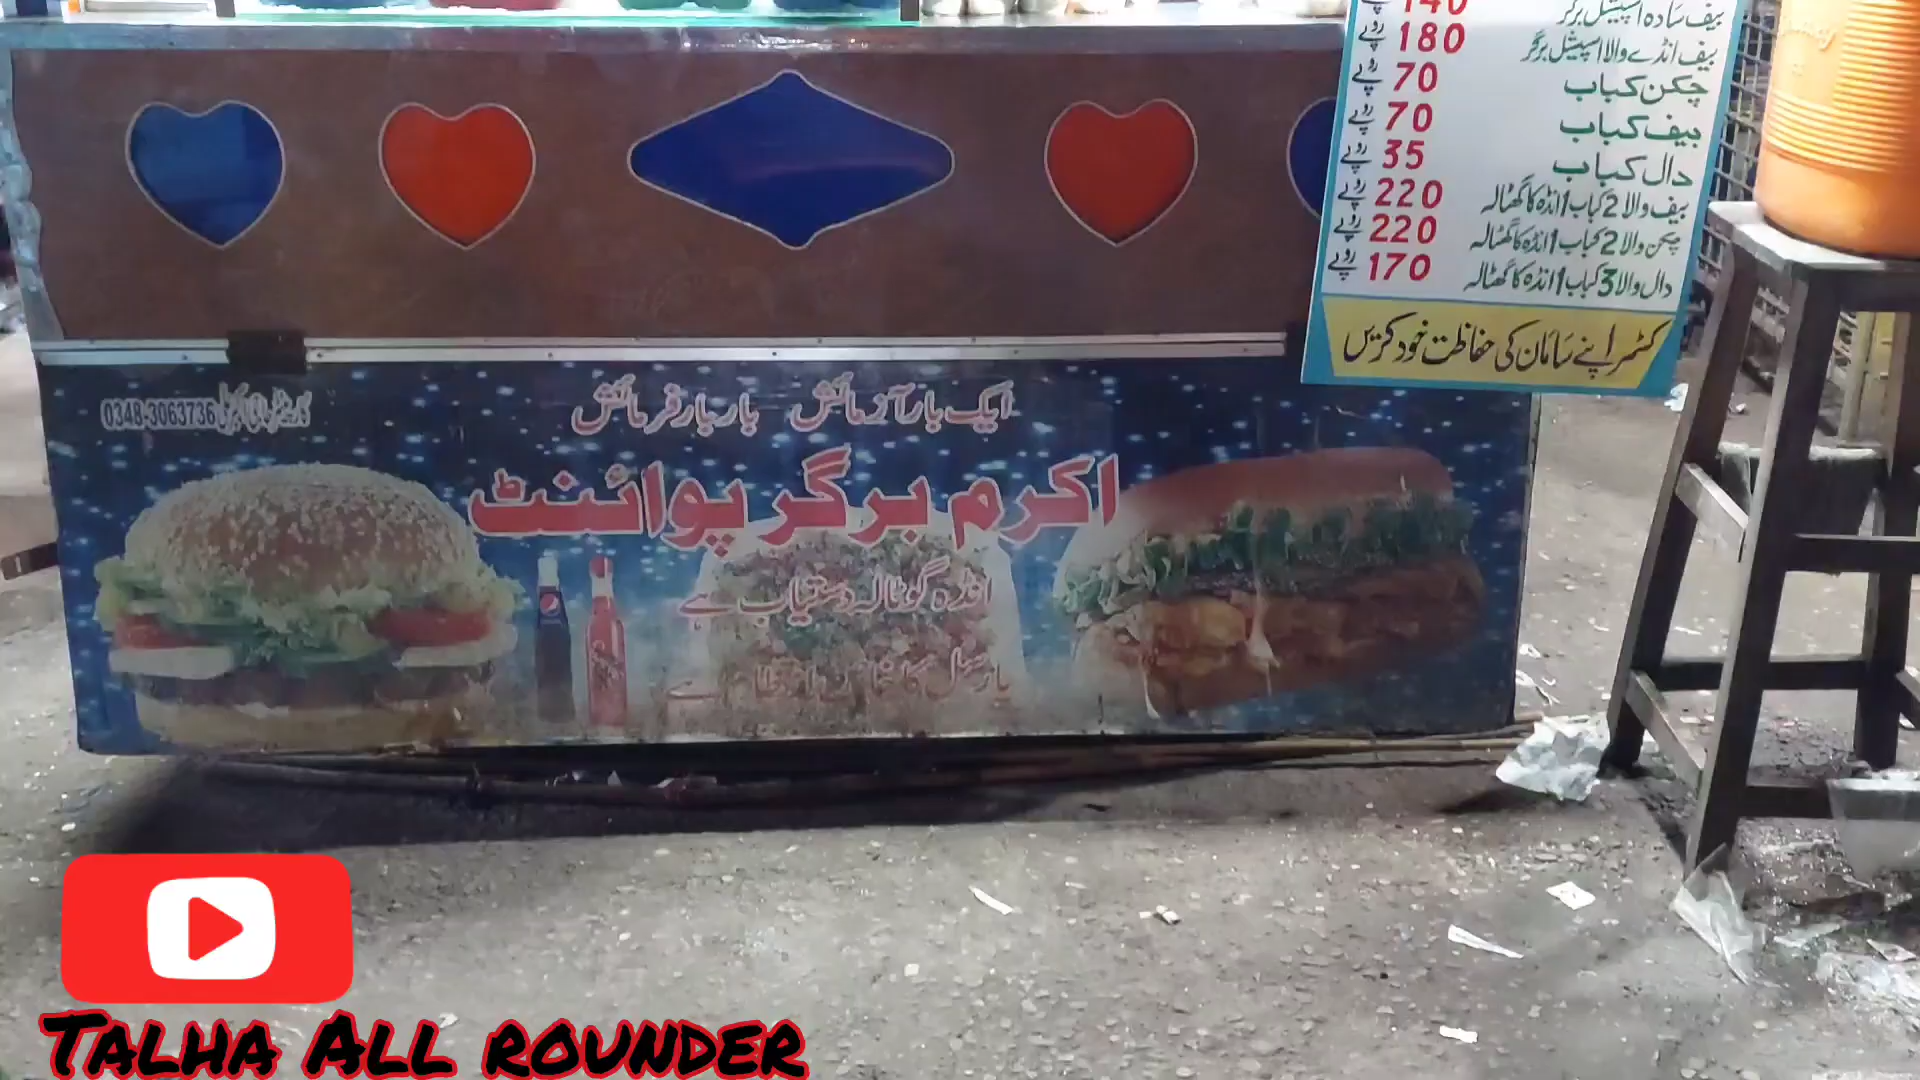 140 روپے بیف سادہ اسپیشل برگر
180 روپے بیف انڈے والا اسپیشل برگر
70 روپے چکن کباب
70 روپے بیف کباب
35 روپے دال کباب
220 روپے بیف والا 2 کباب 1 انڈہ کا گھٹالہ
220 روپے چکن والا 2 کباب 1 انڈہ کا گھٹالہ
170 روپے دال والا 3 کباب 1 انڈہ کا گھٹالہ
کسٹمر اپنے سامان کی حفاظت خود کریں
0348-3063736
ایک بار آزمائش بار بار فرمائش
اکرم برگر پوائنٹ
انڈہ گوٹالہ دستیاب ہے
پارسل کا
TALHA ALL ROUNDER